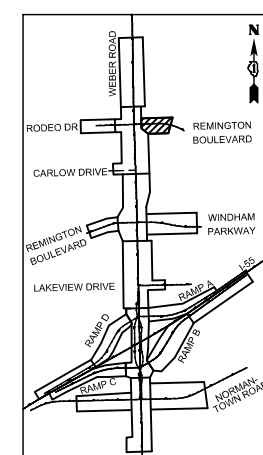 N
WEBER ROAD
RODEO DR
REMINGTON
BOULEVARD
CARLOW DRIVE
REMINGTON
BOULEVARD
WINDHAM
PARKWAY
LAKEVIEW DRIVE
I-55
RAMP A
RAMP D
RAMP B
RAMP C
NORMAN-
TOWN ROAD